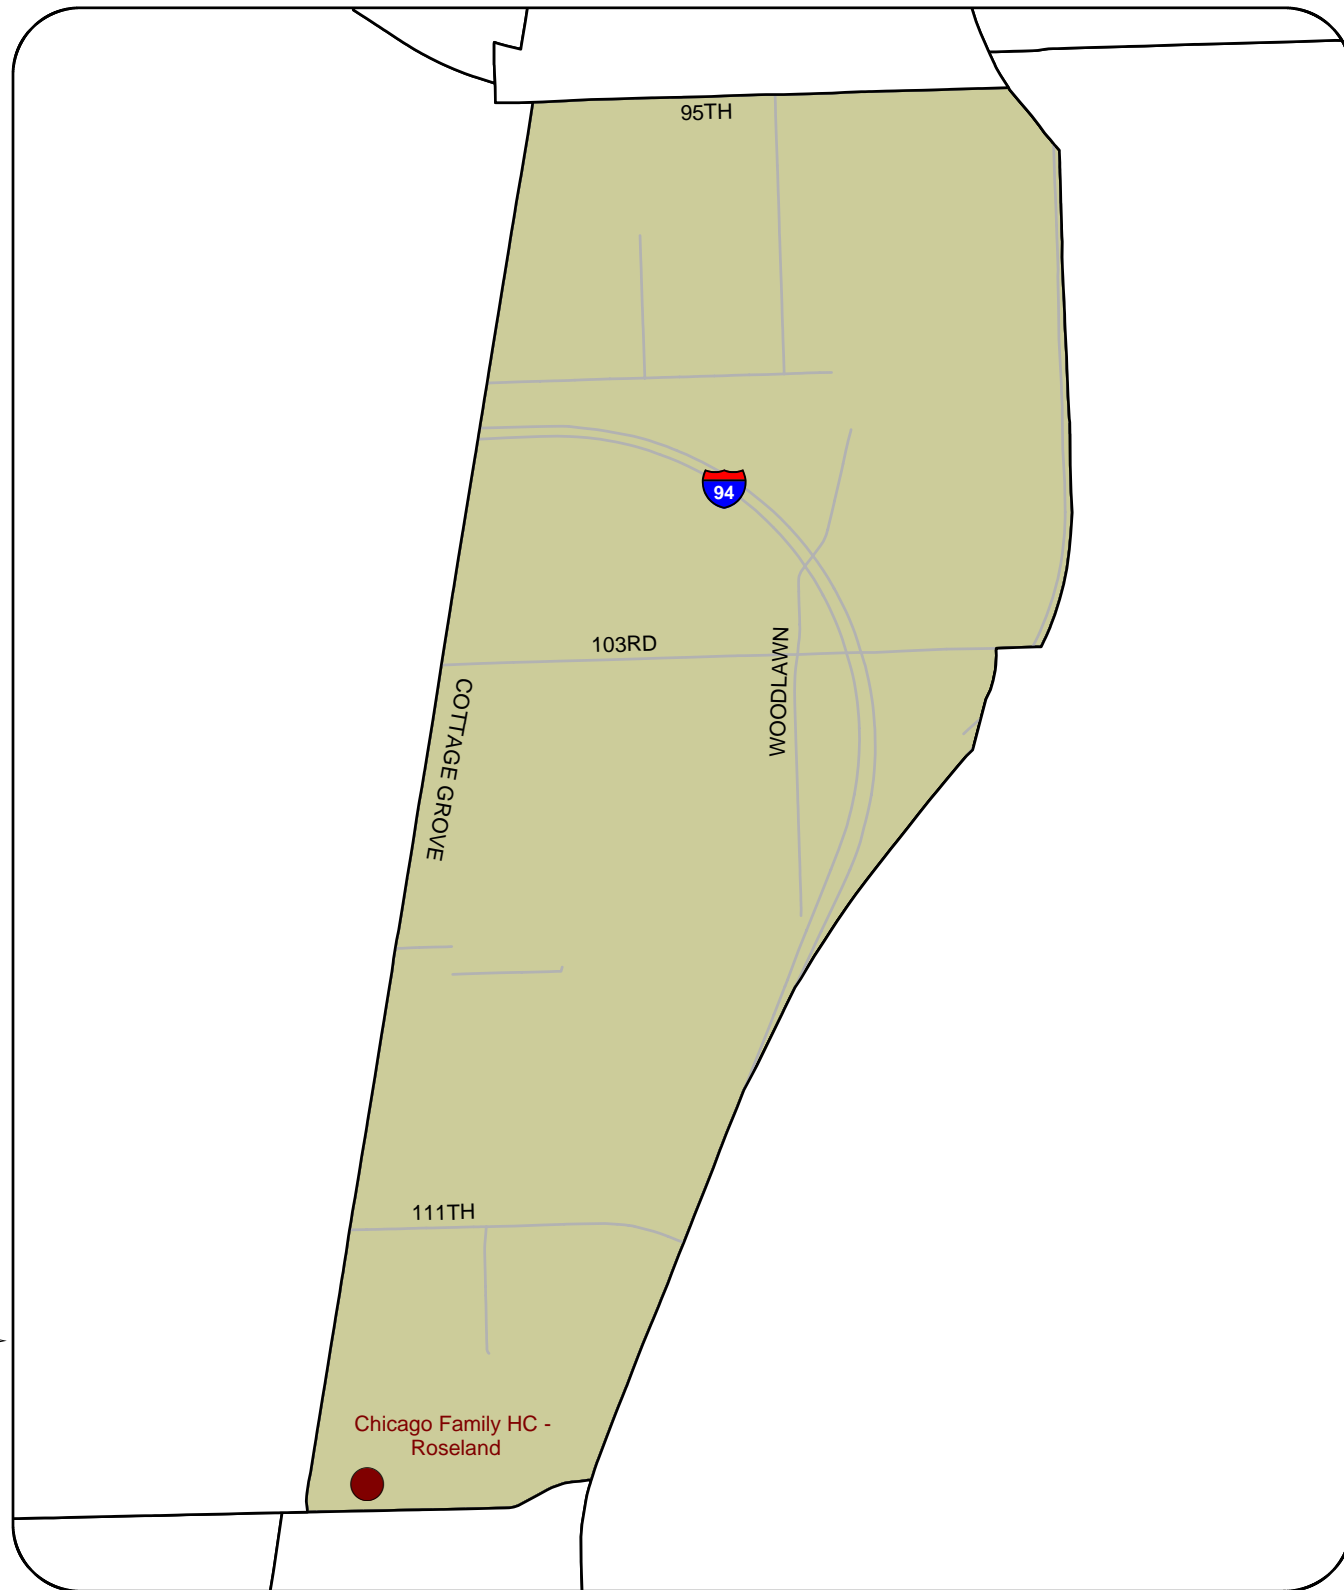 95TH
94
103RD
WOODLAWN
COTTAGE GROVE
111TH
Chicago Family HC -
Roseland